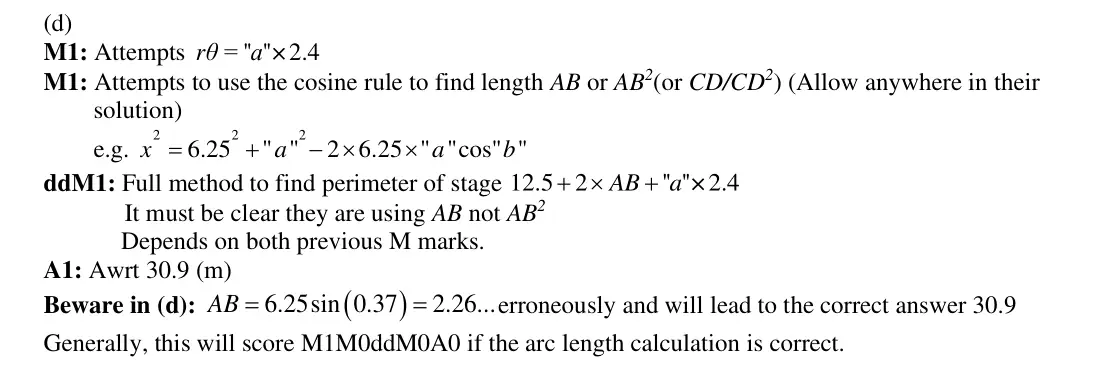 (d)
M1: Attempts rθ = "a"×2.4
M1: Attempts to use the cosine rule to find length AB or AB²(or CD/CD²) (Allow anywhere in their
solution)
e.g. x² = 6.25² + "a"² − 2×6.25×"a"cos"b"
ddM1: Full method to find perimeter of stage 12.5 + 2× AB + "a"×2.4
It must be clear they are using AB not AB²
Depends on both previous M marks.
A1: Awrt 30.9 (m)
Beware in (d): AB = 6.25sin(0.37) = 2.26... erroneously and will lead to the correct answer 30.9
Generally, this will score M1M0ddM0A0 if the arc length calculation is correct.